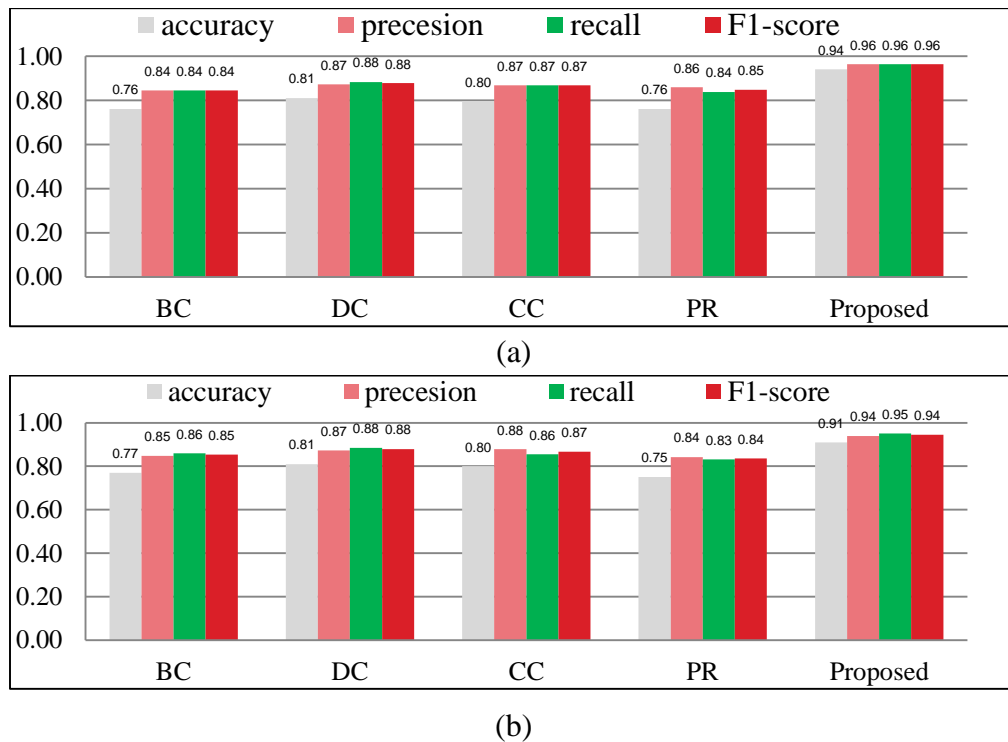 accuracy precesion recall F1-score
1.00
0.80
0.60
0.40
0.20
0.00
0.76 0.84 0.84 0.84 0.81 0.87 0.88 0.88 0.80 0.87 0.87 0.87 0.76 0.86 0.84 0.85 0.94 0.96 0.96 0.96
BC DC CC PR Proposed
(a)
accuracy precesion recall F1-score
1.00
0.80
0.60
0.40
0.20
0.00
0.77 0.85 0.86 0.85 0.81 0.87 0.88 0.88 0.80 0.88 0.86 0.87 0.75 0.84 0.83 0.84 0.91 0.94 0.95 0.94
BC DC CC PR Proposed
(b)